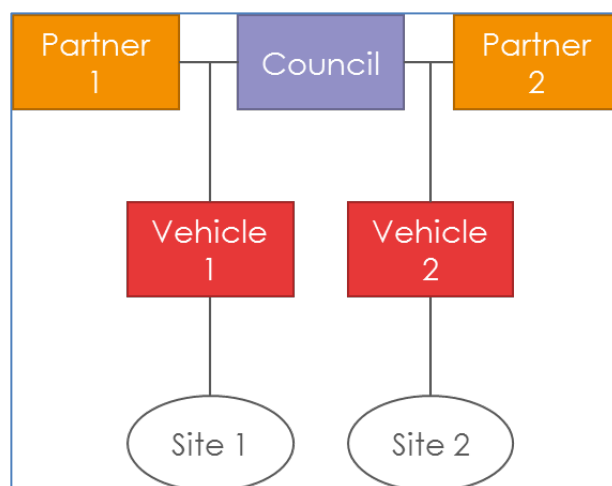 Partner
1
Council
Partner
2
Vehicle
1
Vehicle
2
Site 1
Site 2